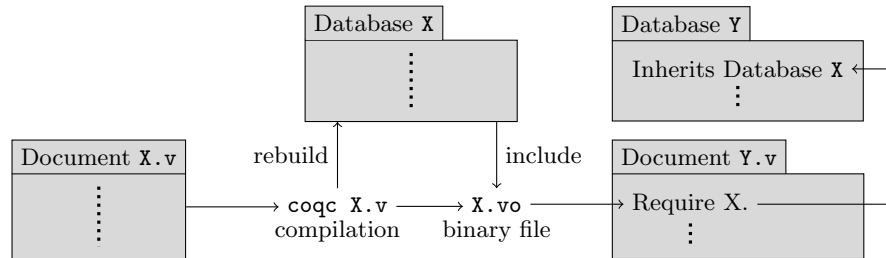 Database X
Database Y
Inherits Database X
Document X.v
rebuild
include
Document Y.v
coqc X.v
compilation
X.vo
binary file
Require X.